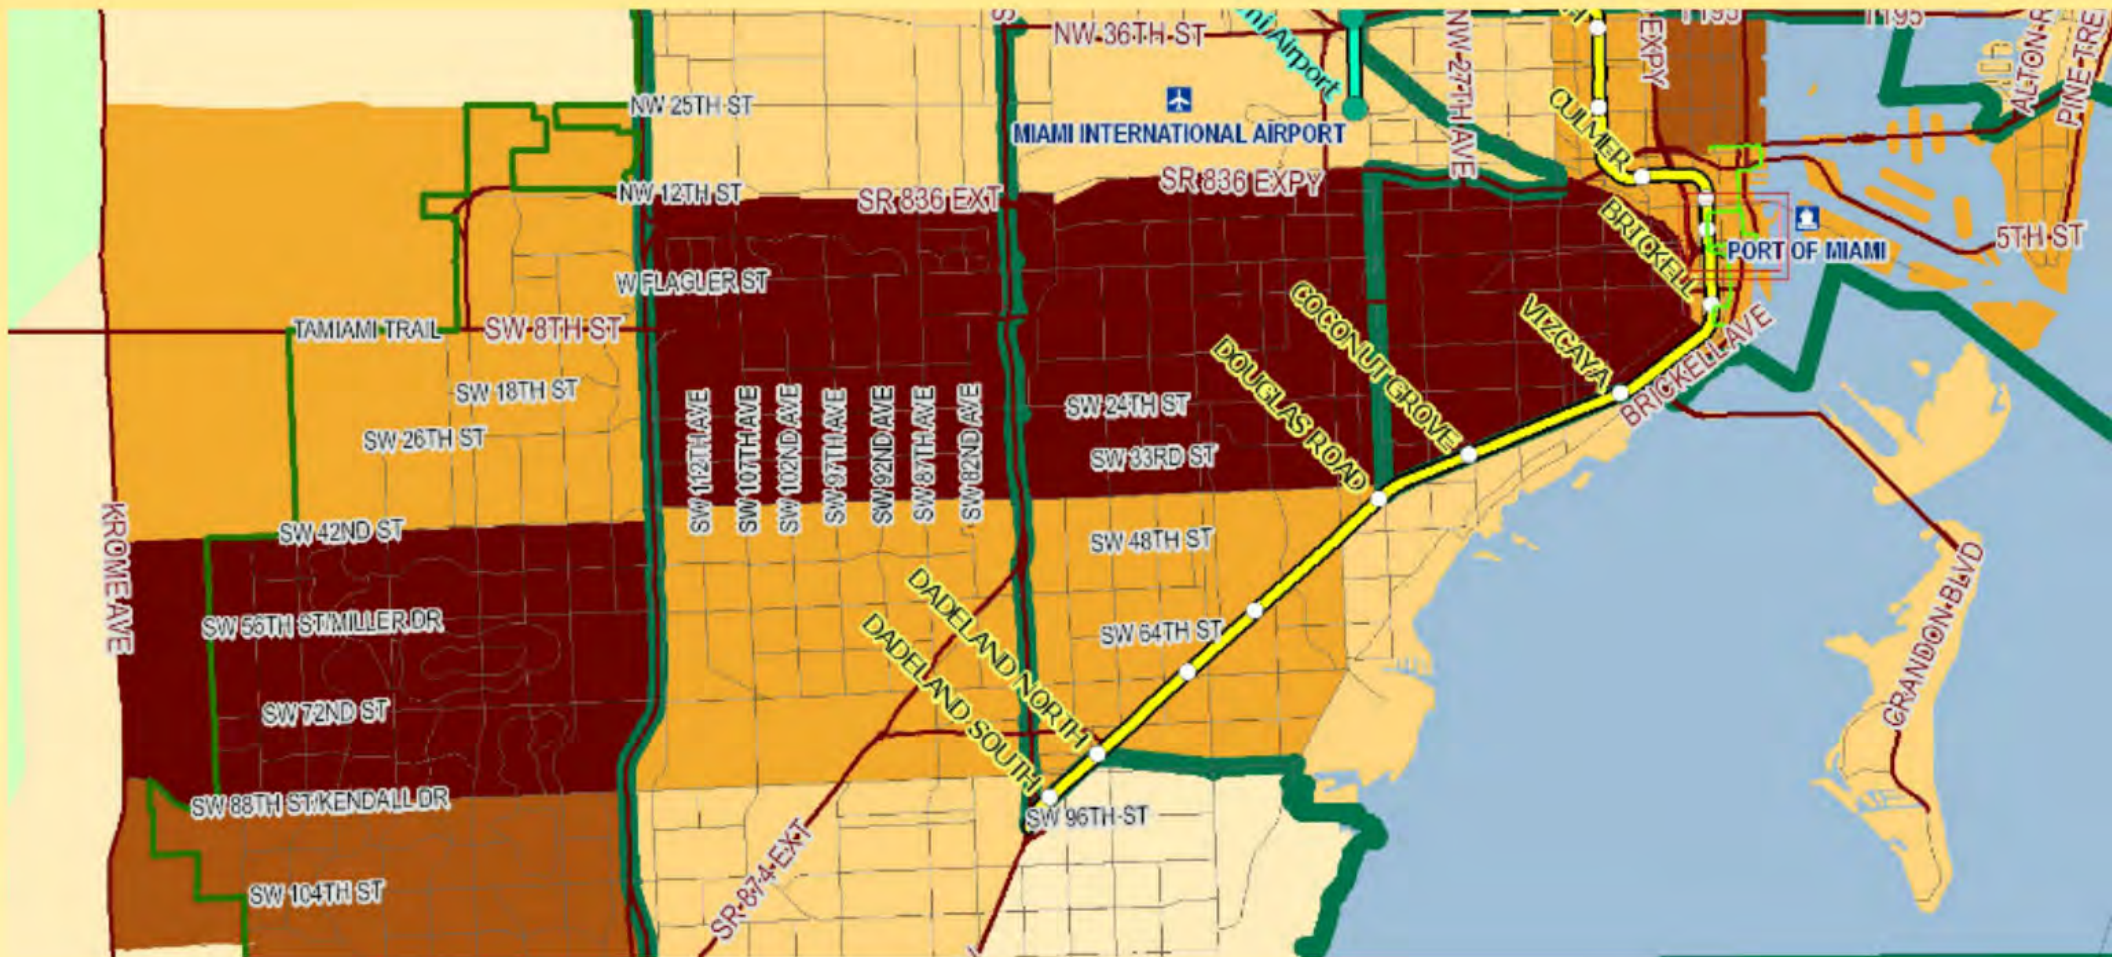 I 195
I 195
NW 36TH ST
EXPY
NW 27TH AVE
ALTON R
PINE TRE
mi Airport
NW 25TH ST
MIAMI INTERNATIONAL AIRPORT
CULMER
NW 12TH ST
SR 836 EXT
SR 836 EXPY
BRICKELL
PORT OF MIAMI
5TH ST
W FLAGLER ST
TAMIAMI TRAIL
SW 8TH ST
COCONUT GROVE
VIZCAYA
DOUGLAS ROAD
BRICKELL AVE
SW 18TH ST
SW 26TH ST
SW 112TH AVE
SW 107TH AVE
SW 102ND AVE
SW 97TH AVE
SW 92ND AVE
SW 87TH AVE
SW 82ND AVE
SW 24TH ST
SW 33RD ST
SW 42ND ST
SW 48TH ST
KROME AVE
CRANDON BLVD
SW 56TH ST/MILLER DR
DADELAND NORTH
DADELAND SOUTH
SW 64TH ST
SW 72ND ST
SW 88TH ST/KENDALL DR
SW 96TH ST
SR 874 EXT
SW 104TH ST